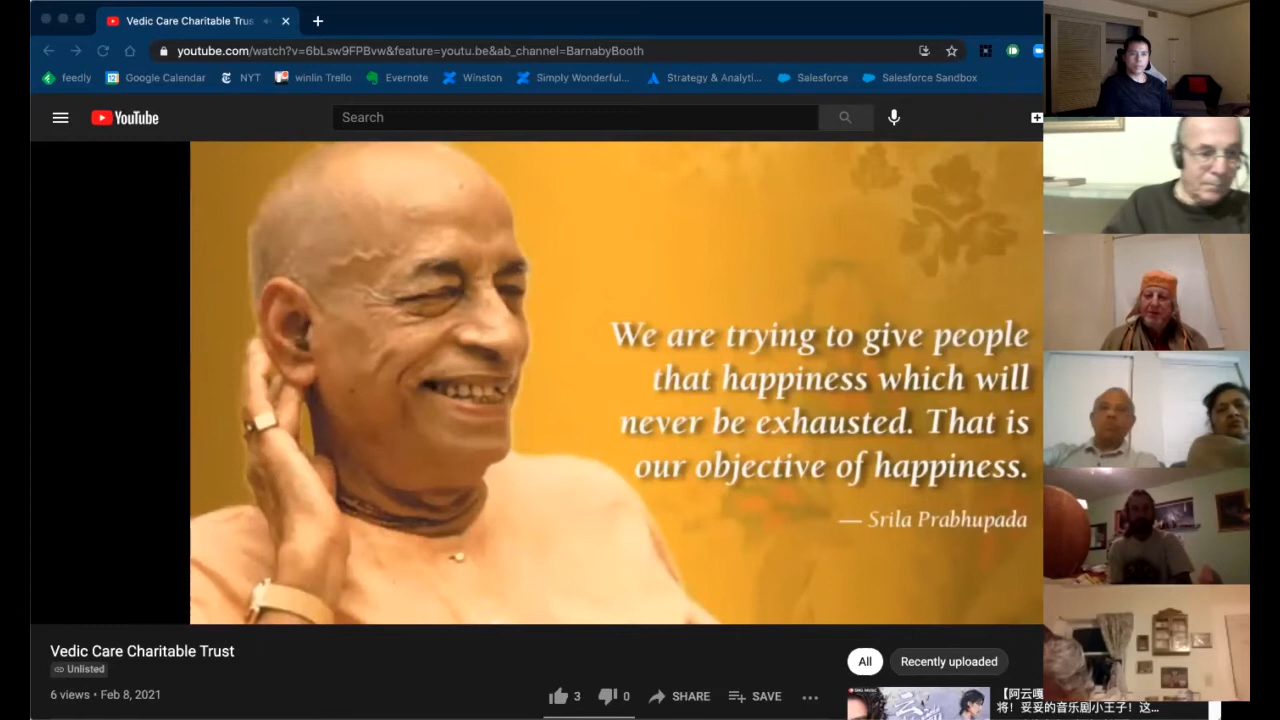 Vedic Care Charitable Trus
youtube.com/watch?v=6bLsw9FPBvw&feature=youtu.be&ab_channel=BarnabyBooth
feedly Google Calendar NYT winlin Trello Evernote Winston Simply Wonderful... Strategy & Analyti... Salesforce Salesforce Sandbox
YouTube Search
We are trying to give people
that happiness which will
never be exhausted. That is
our objective of happiness.
— Srila Prabhupada
Vedic Care Charitable Trust
Unlisted
All Recently uploaded
6 views • Feb 8, 2021
3 0 SHARE SAVE
将！妥妥的音乐剧小王子！这...